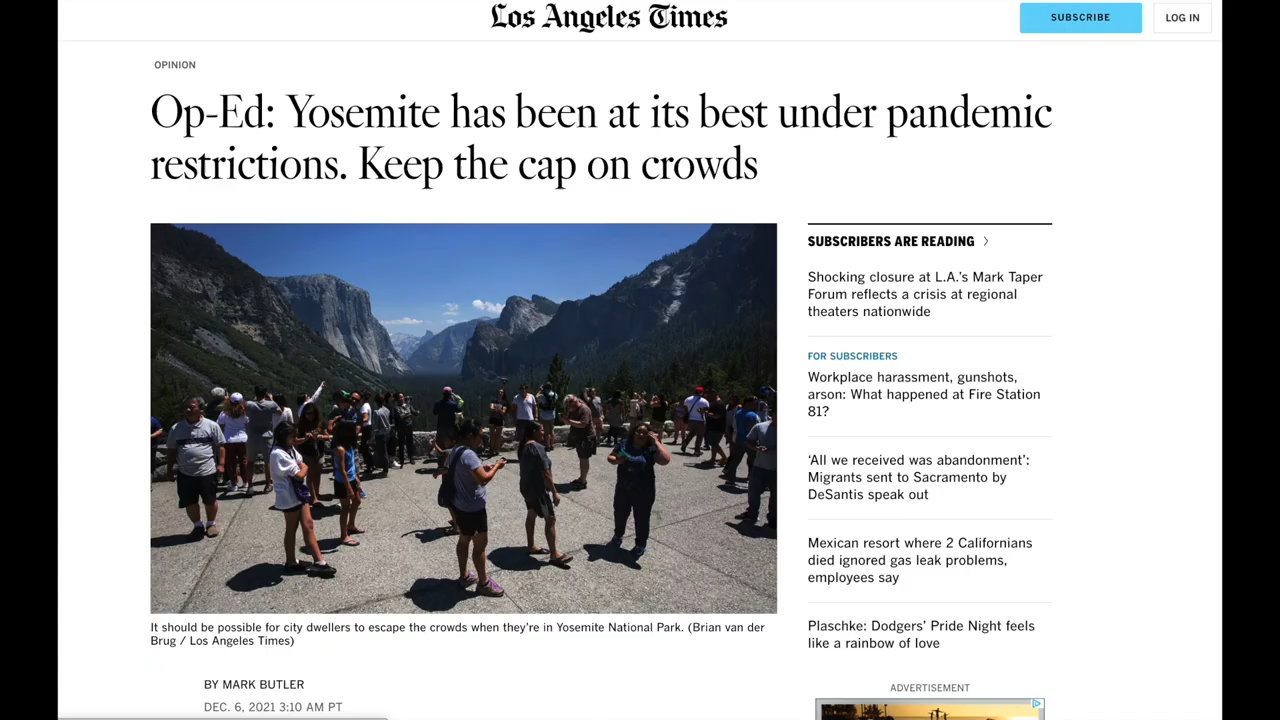 Los Angeles Times
SUBSCRIBE
LOG IN
OPINION
Op-Ed: Yosemite has been at its best under pandemic
restrictions. Keep the cap on crowds
It should be possible for city dwellers to escape the crowds when they're in Yosemite National Park. (Brian van der
Brug / Los Angeles Times)
BY MARK BUTLER
DEC. 6, 2021 3:10 AM PT
SUBSCRIBERS ARE READING
Shocking closure at L.A.'s Mark Taper
Forum reflects a crisis at regional
theaters nationwide
FOR SUBSCRIBERS
Workplace harassment, gunshots,
arson: What happened at Fire Station
81?
‘All we received was abandonment’:
Migrants sent to Sacramento by
DeSantis speak out
Mexican resort where 2 Californians
died ignored gas leak problems,
employees say
Plaschke: Dodgers’ Pride Night feels
like a rainbow of love
ADVERTISEMENT